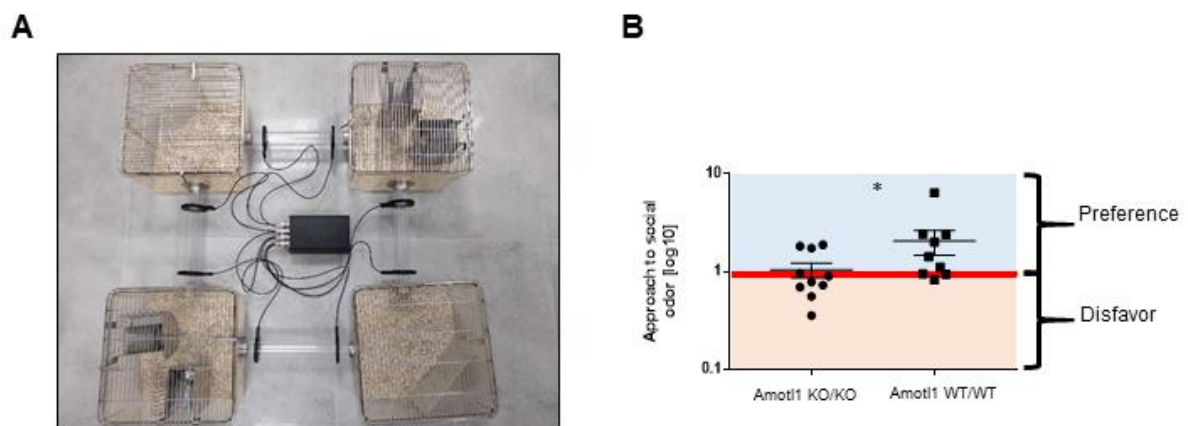 A
B
10
1
0.1
Approach to social
odor [log10]
*
Preference
Disfavor
Amotl1 KO/KO
Amotl1 WT/WT